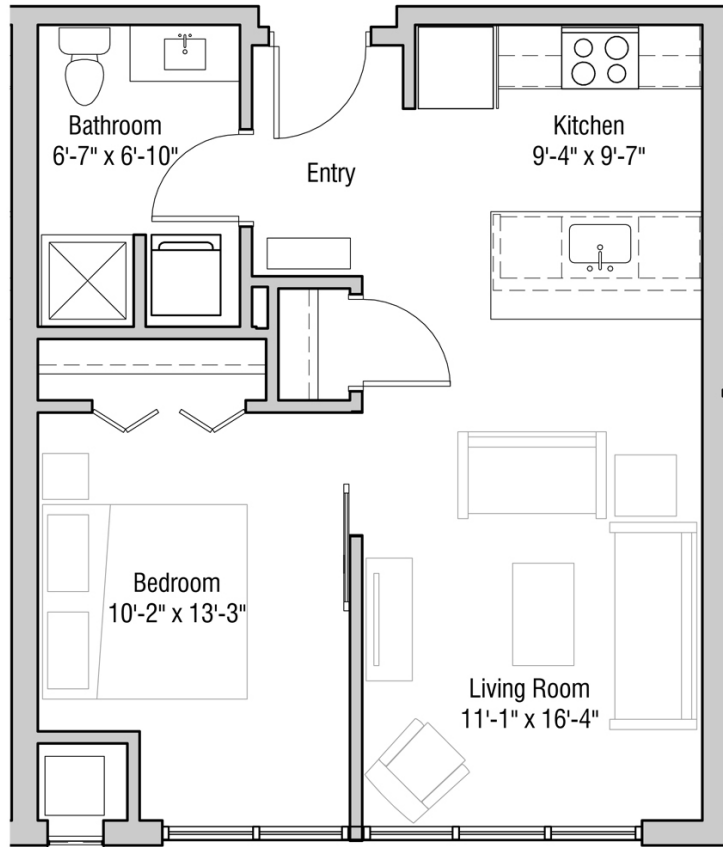 Bathroom
6'-7" x 6'-10"
Entry
Kitchen
9'-4" x 9'-7"
Bedroom
10'-2" x 13'-3"
Living Room
11'-1" x 16'-4"